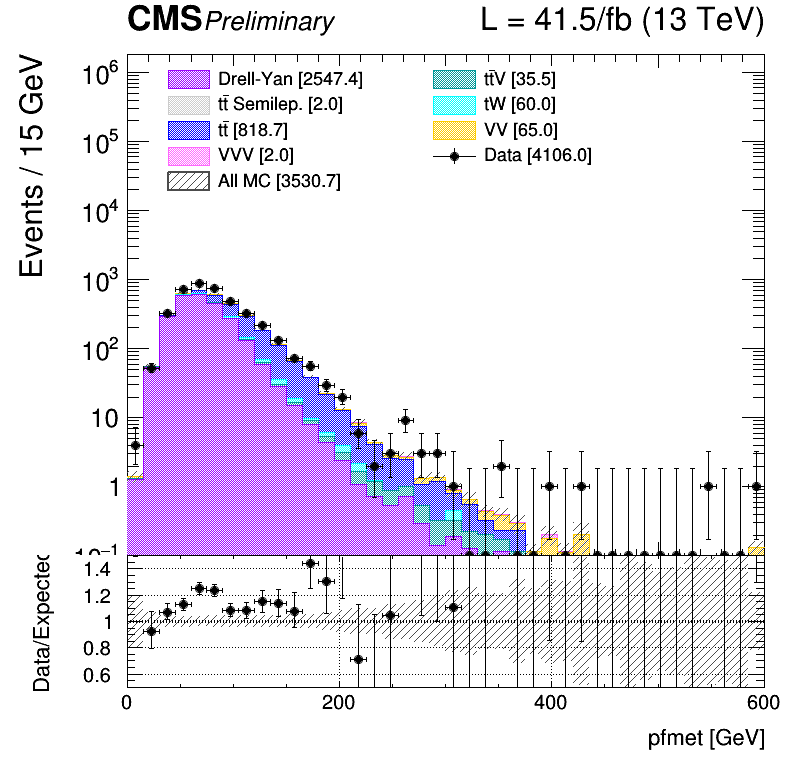 CMS Preliminary L = 41.5/fb (13 TeV)
Events / 15 GeV
Drell-Yan [2547.4]
tt̄ Semilep. [2.0]
tt̄ [818.7]
VVV [2.0]
All MC [3530.7]
tt̄V [35.5]
tW [60.0]
VV [65.0]
Data [4106.0]
10⁶
10⁵
10⁴
10³
10²
10
1
10⁻¹
Data/Expected
1.4
1.2
1
0.8
0.6
0 200 400 600
pfmet [GeV]